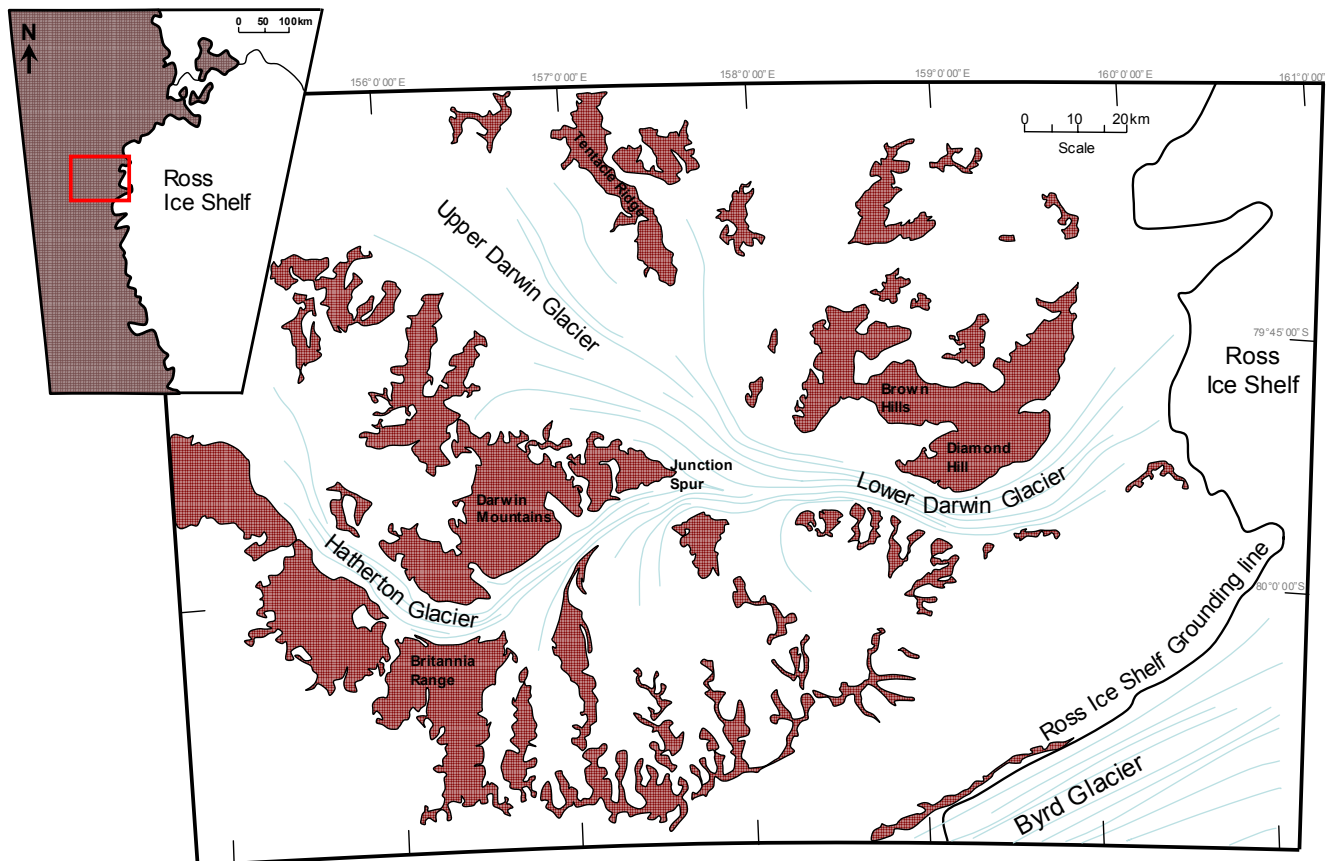 N
0 50 100km
Ross
Ice Shelf
156°0'00"E
157°0'00"E
158°0'00"E
159°0'00"E
160°0'00"E
161°0'00"E
0 10 20km
Scale
Tentacle Ridge
Upper Darwin Glacier
79°45'00"S
Ross
Ice Shelf
Brown
Hills
Diamond
Hill
Junction
Spur
Lower Darwin Glacier
Darwin
Mountains
Hatherton Glacier
80°0'00"S
Britannia
Range
Ross Ice Shelf Grounding line
Byrd Glacier